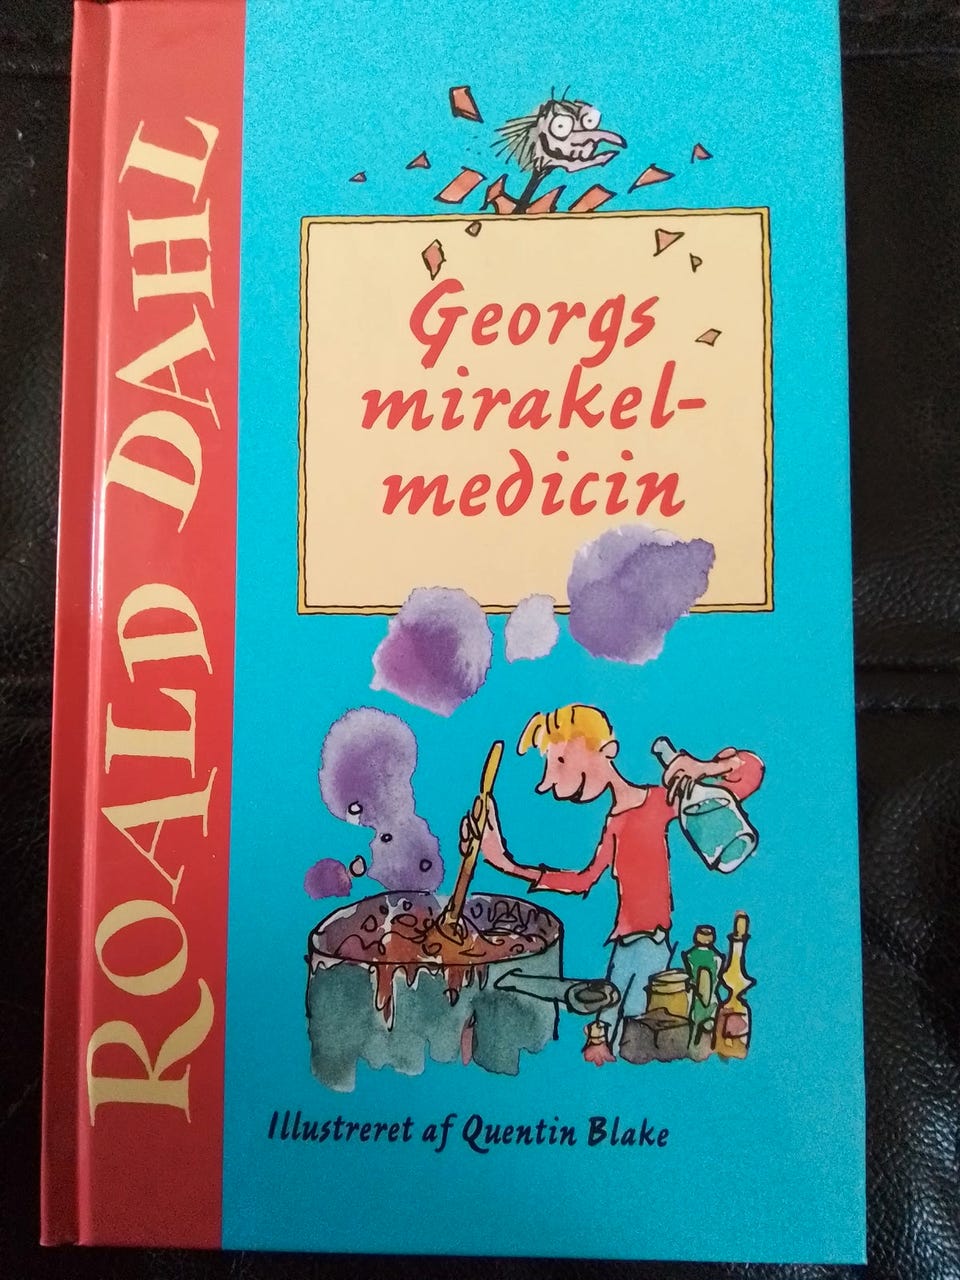 ROALD DAHL
Georgs
mirakel-
medicin
Illustreret af Quentin Blake